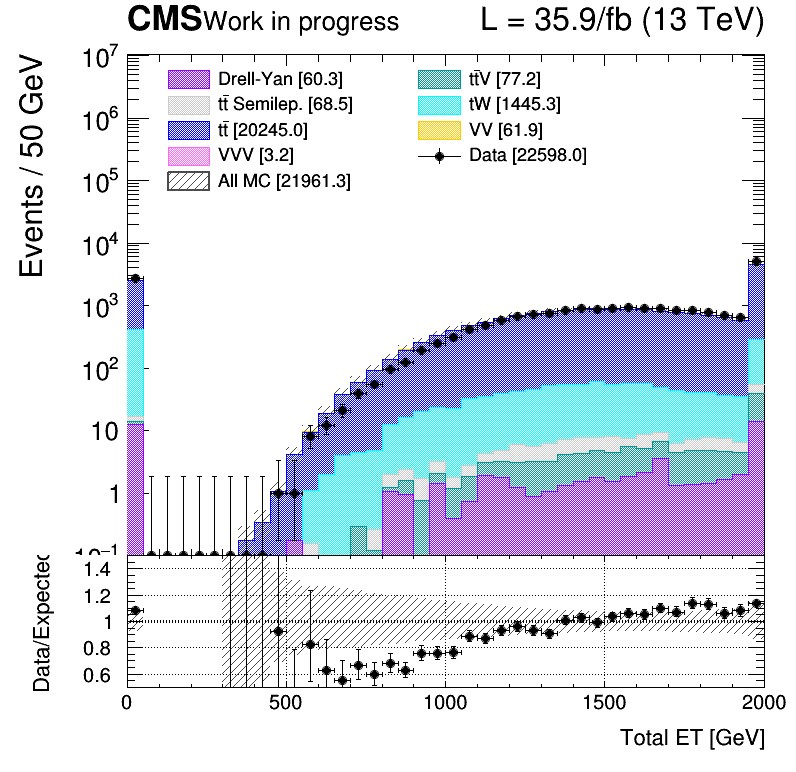 CMS Work in progress L = 35.9/fb (13 TeV)
Events / 50 GeV
10⁷
10⁶
10⁵
10⁴
10³
10²
10
1
10⁻¹
Drell-Yan [60.3]
tt̄ Semilep. [68.5]
tt̄ [20245.0]
VVV [3.2]
All MC [21961.3]
tt̄V [77.2]
tW [1445.3]
VV [61.9]
Data [22598.0]
Data/Expected
1.4
1.2
1
0.8
0.6
0 500 1000 1500 2000
Total ET [GeV]